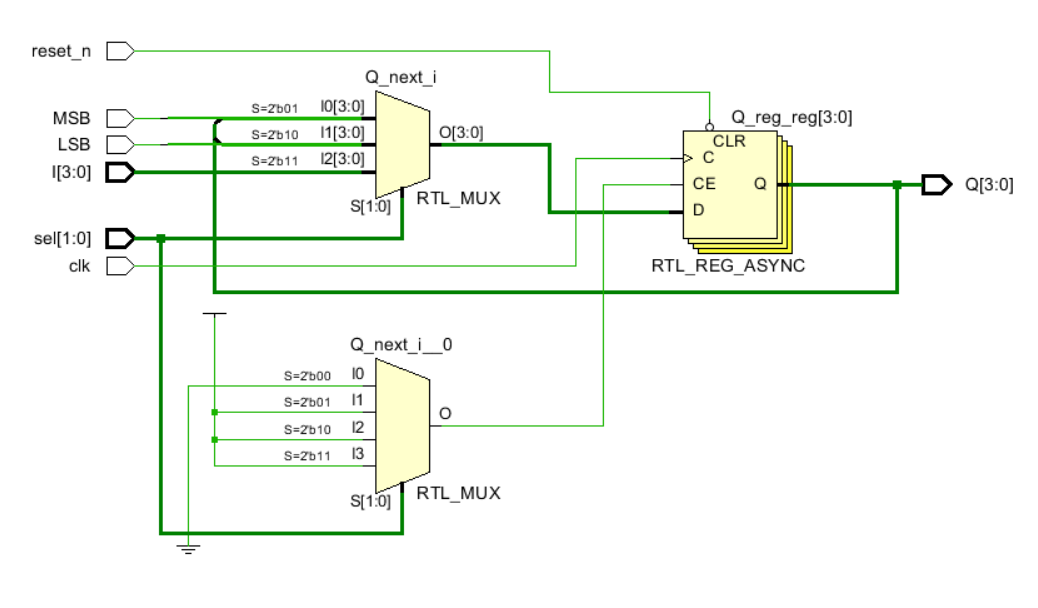 reset_n
MSB
LSB
I[3:0]
sel[1:0]
clk
Q_next_i
S=2'b01 I0[3:0]
S=2'b10 I1[3:0]
S=2'b11 I2[3:0]
O[3:0]
S[1:0]
RTL_MUX
Q_reg_reg[3:0]
CLR
C
CE
Q
D
RTL_REG_ASYNC
Q[3:0]
Q_next_i__0
S=2'b00 I0
S=2'b01 I1
S=2'b10 I2
S=2'b11 I3
O
S[1:0]
RTL_MUX